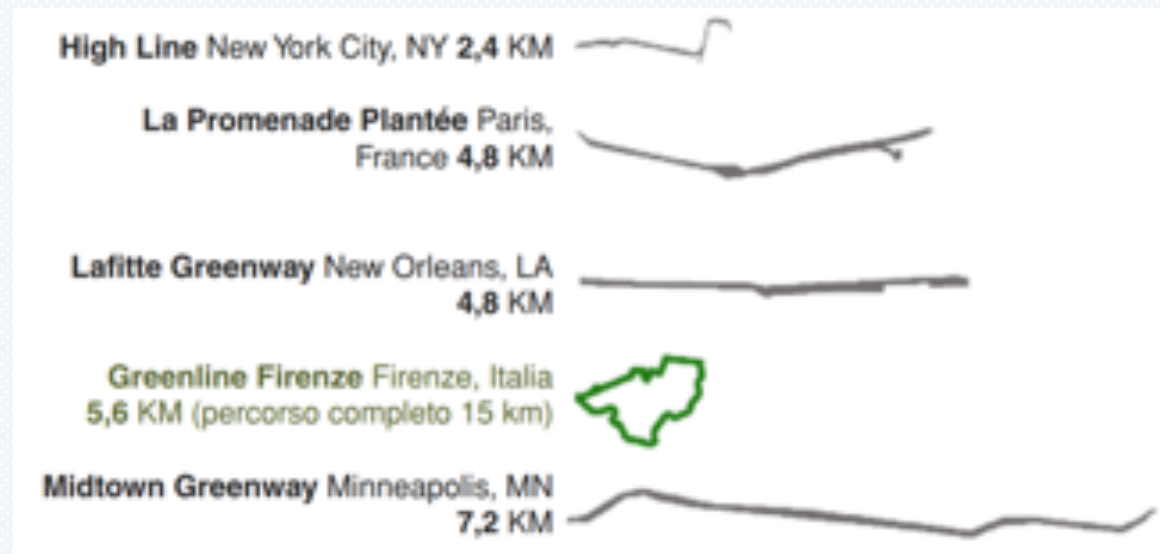 High Line New York City, NY 2,4 KM
La Promenade Plantée Paris,
France 4,8 KM
Lafitte Greenway New Orleans, LA
4,8 KM
Greenline Firenze Firenze, Italia
5,6 KM (percorso completo 15 km)
Midtown Greenway Minneapolis, MN
7,2 KM